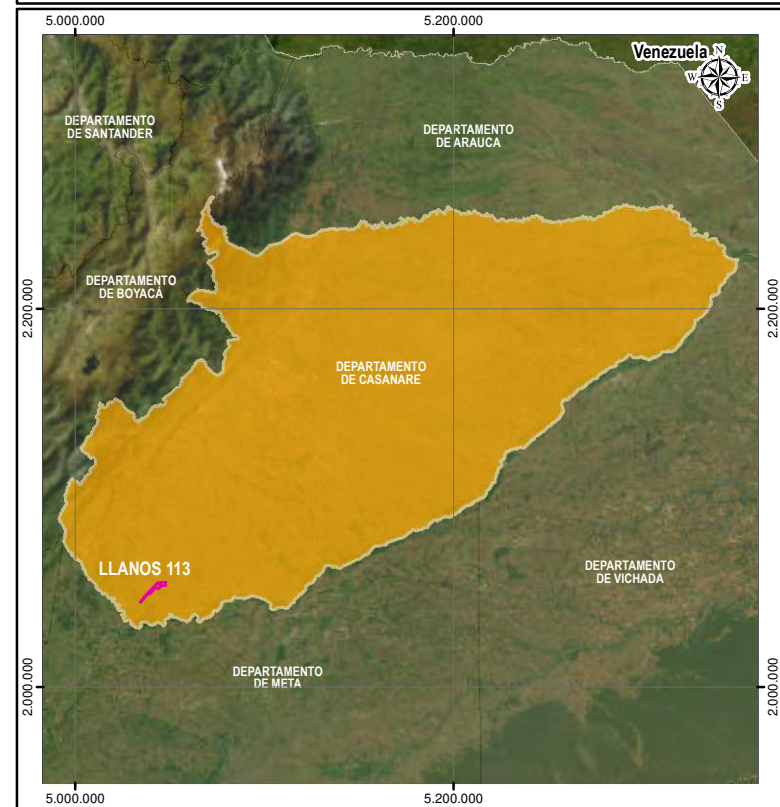 5.000.000
5.200.000
Venezuela
N
W
E
S
DEPARTAMENTO
DE SANTANDER
DEPARTAMENTO
DE ARAUCA
DEPARTAMENTO
DE BOYACÁ
2.200.000
2.200.000
DEPARTAMENTO
DE CASANARE
LLANOS 113
DEPARTAMENTO
DE VICHADA
DEPARTAMENTO
DE META
2.000.000
2.000.000
5.000.000
5.200.000